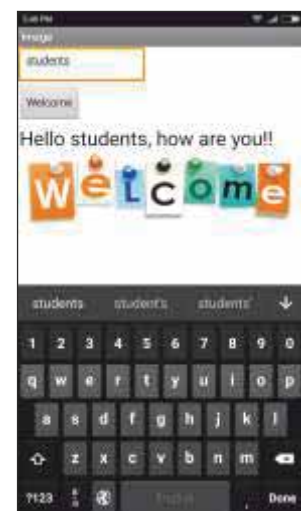 Image
students
Welcome
Hello students, how are you!!
Welcome
students student's students'
1 2 3 4 5 6 7 8 9 0
q w e r t y u i o p
a s d f g h j k l
z x c v b n m
?123 English , Done